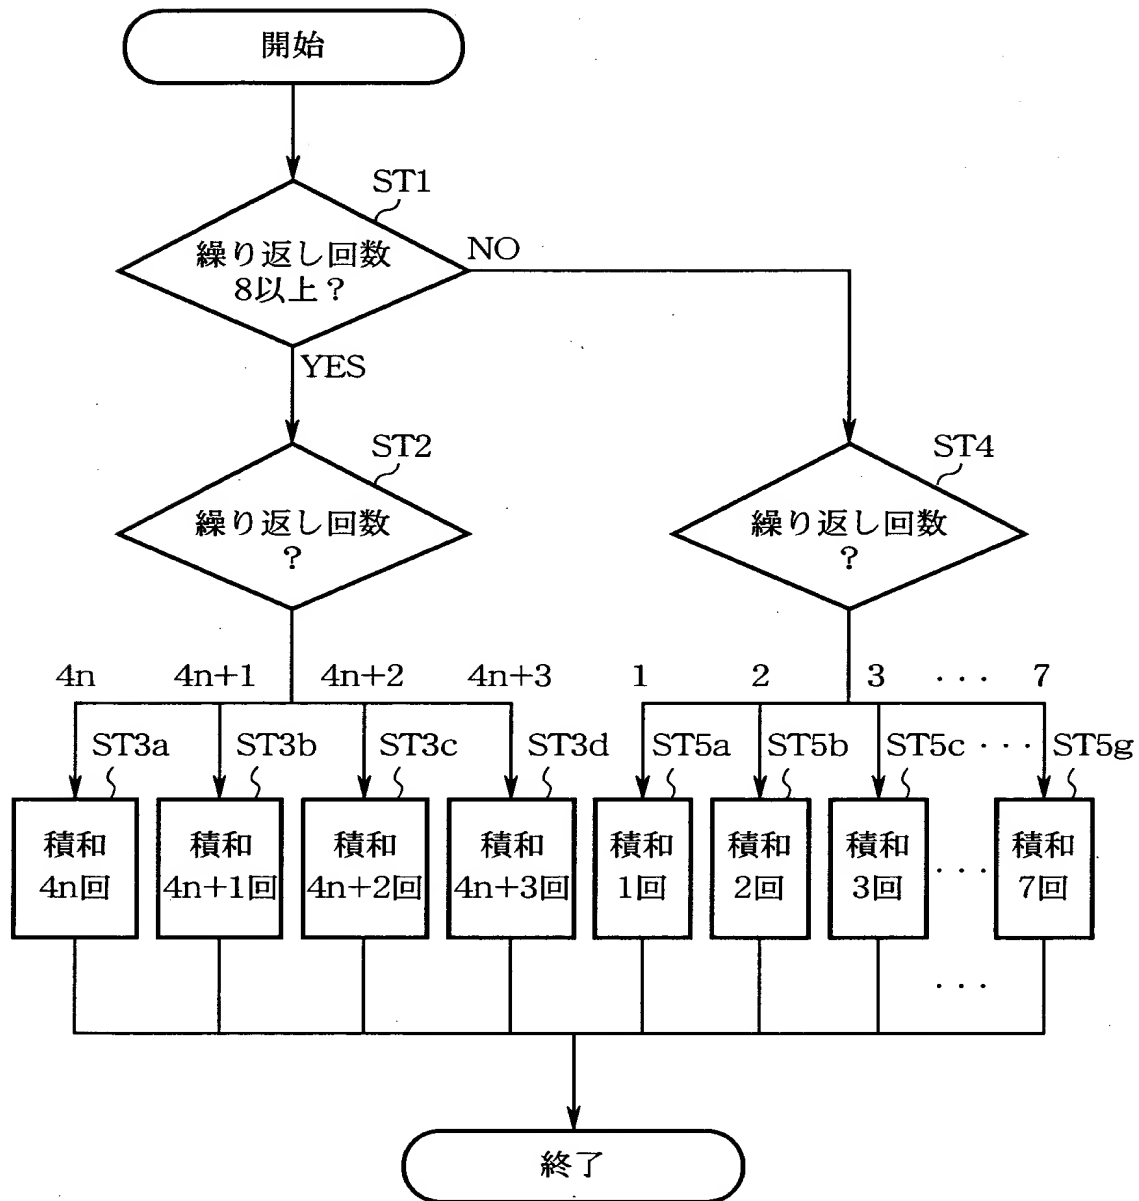 開始
ST1
繰り返し回数
8以上?
NO
YES
ST2
繰り返し回数
?
ST4
繰り返し回数
?
4n
4n+1
4n+2
4n+3
1
2
3
···
7
ST3a
ST3b
ST3c
ST3d
ST5a
ST5b
ST5c
···
ST5g
積和
4n回
積和
4n+1回
積和
4n+2回
積和
4n+3回
積和
1回
積和
2回
積和
3回
···
積和
7回
···
終了